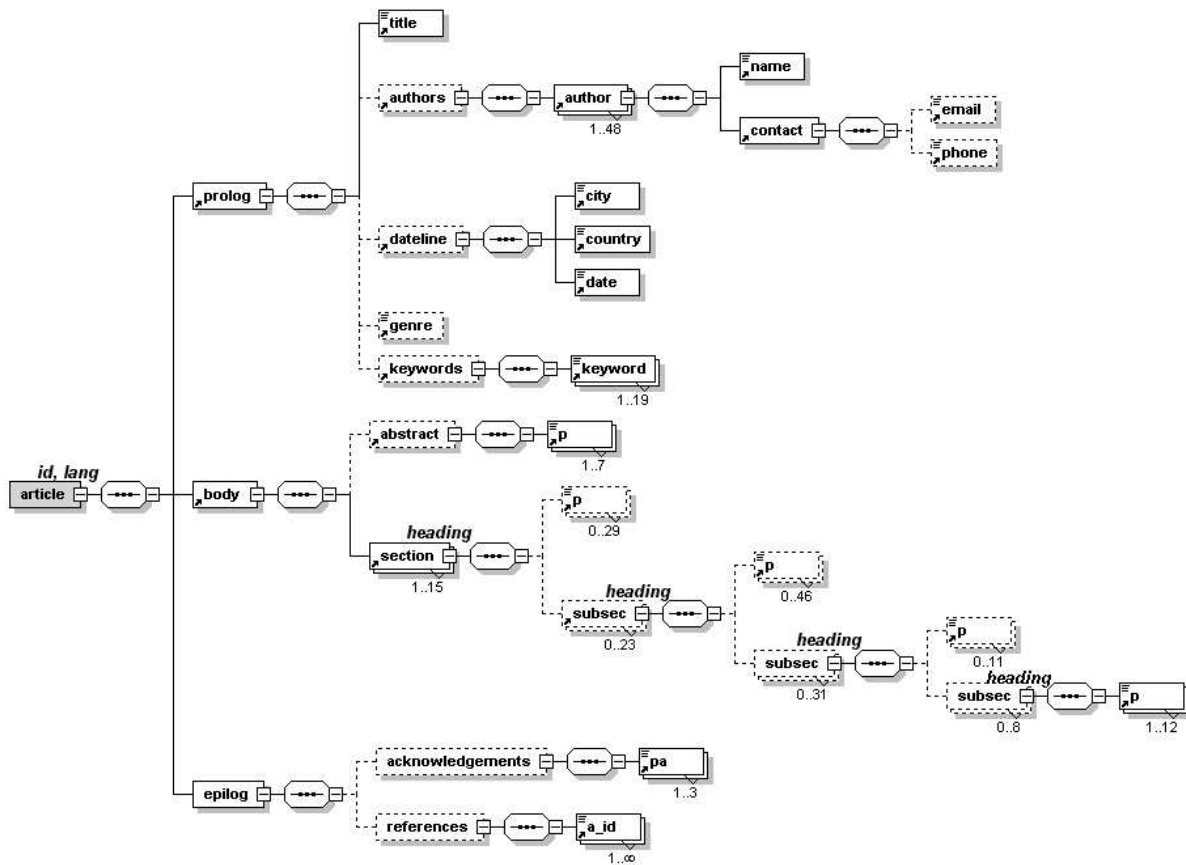 title
authors
author
1..48
name
contact
email
phone
prolog
dateline
city
country
date
genre
keywords
keyword
1..19
id, lang
article
body
abstract
p
1..7
heading
section
1..15
p
0..29
heading
subsec
0..23
p
0..46
heading
subsec
0..31
p
0..11
heading
subsec
0..8
p
1..12
epilog
acknowledgements
pa
1..3
references
a_id
1..∞